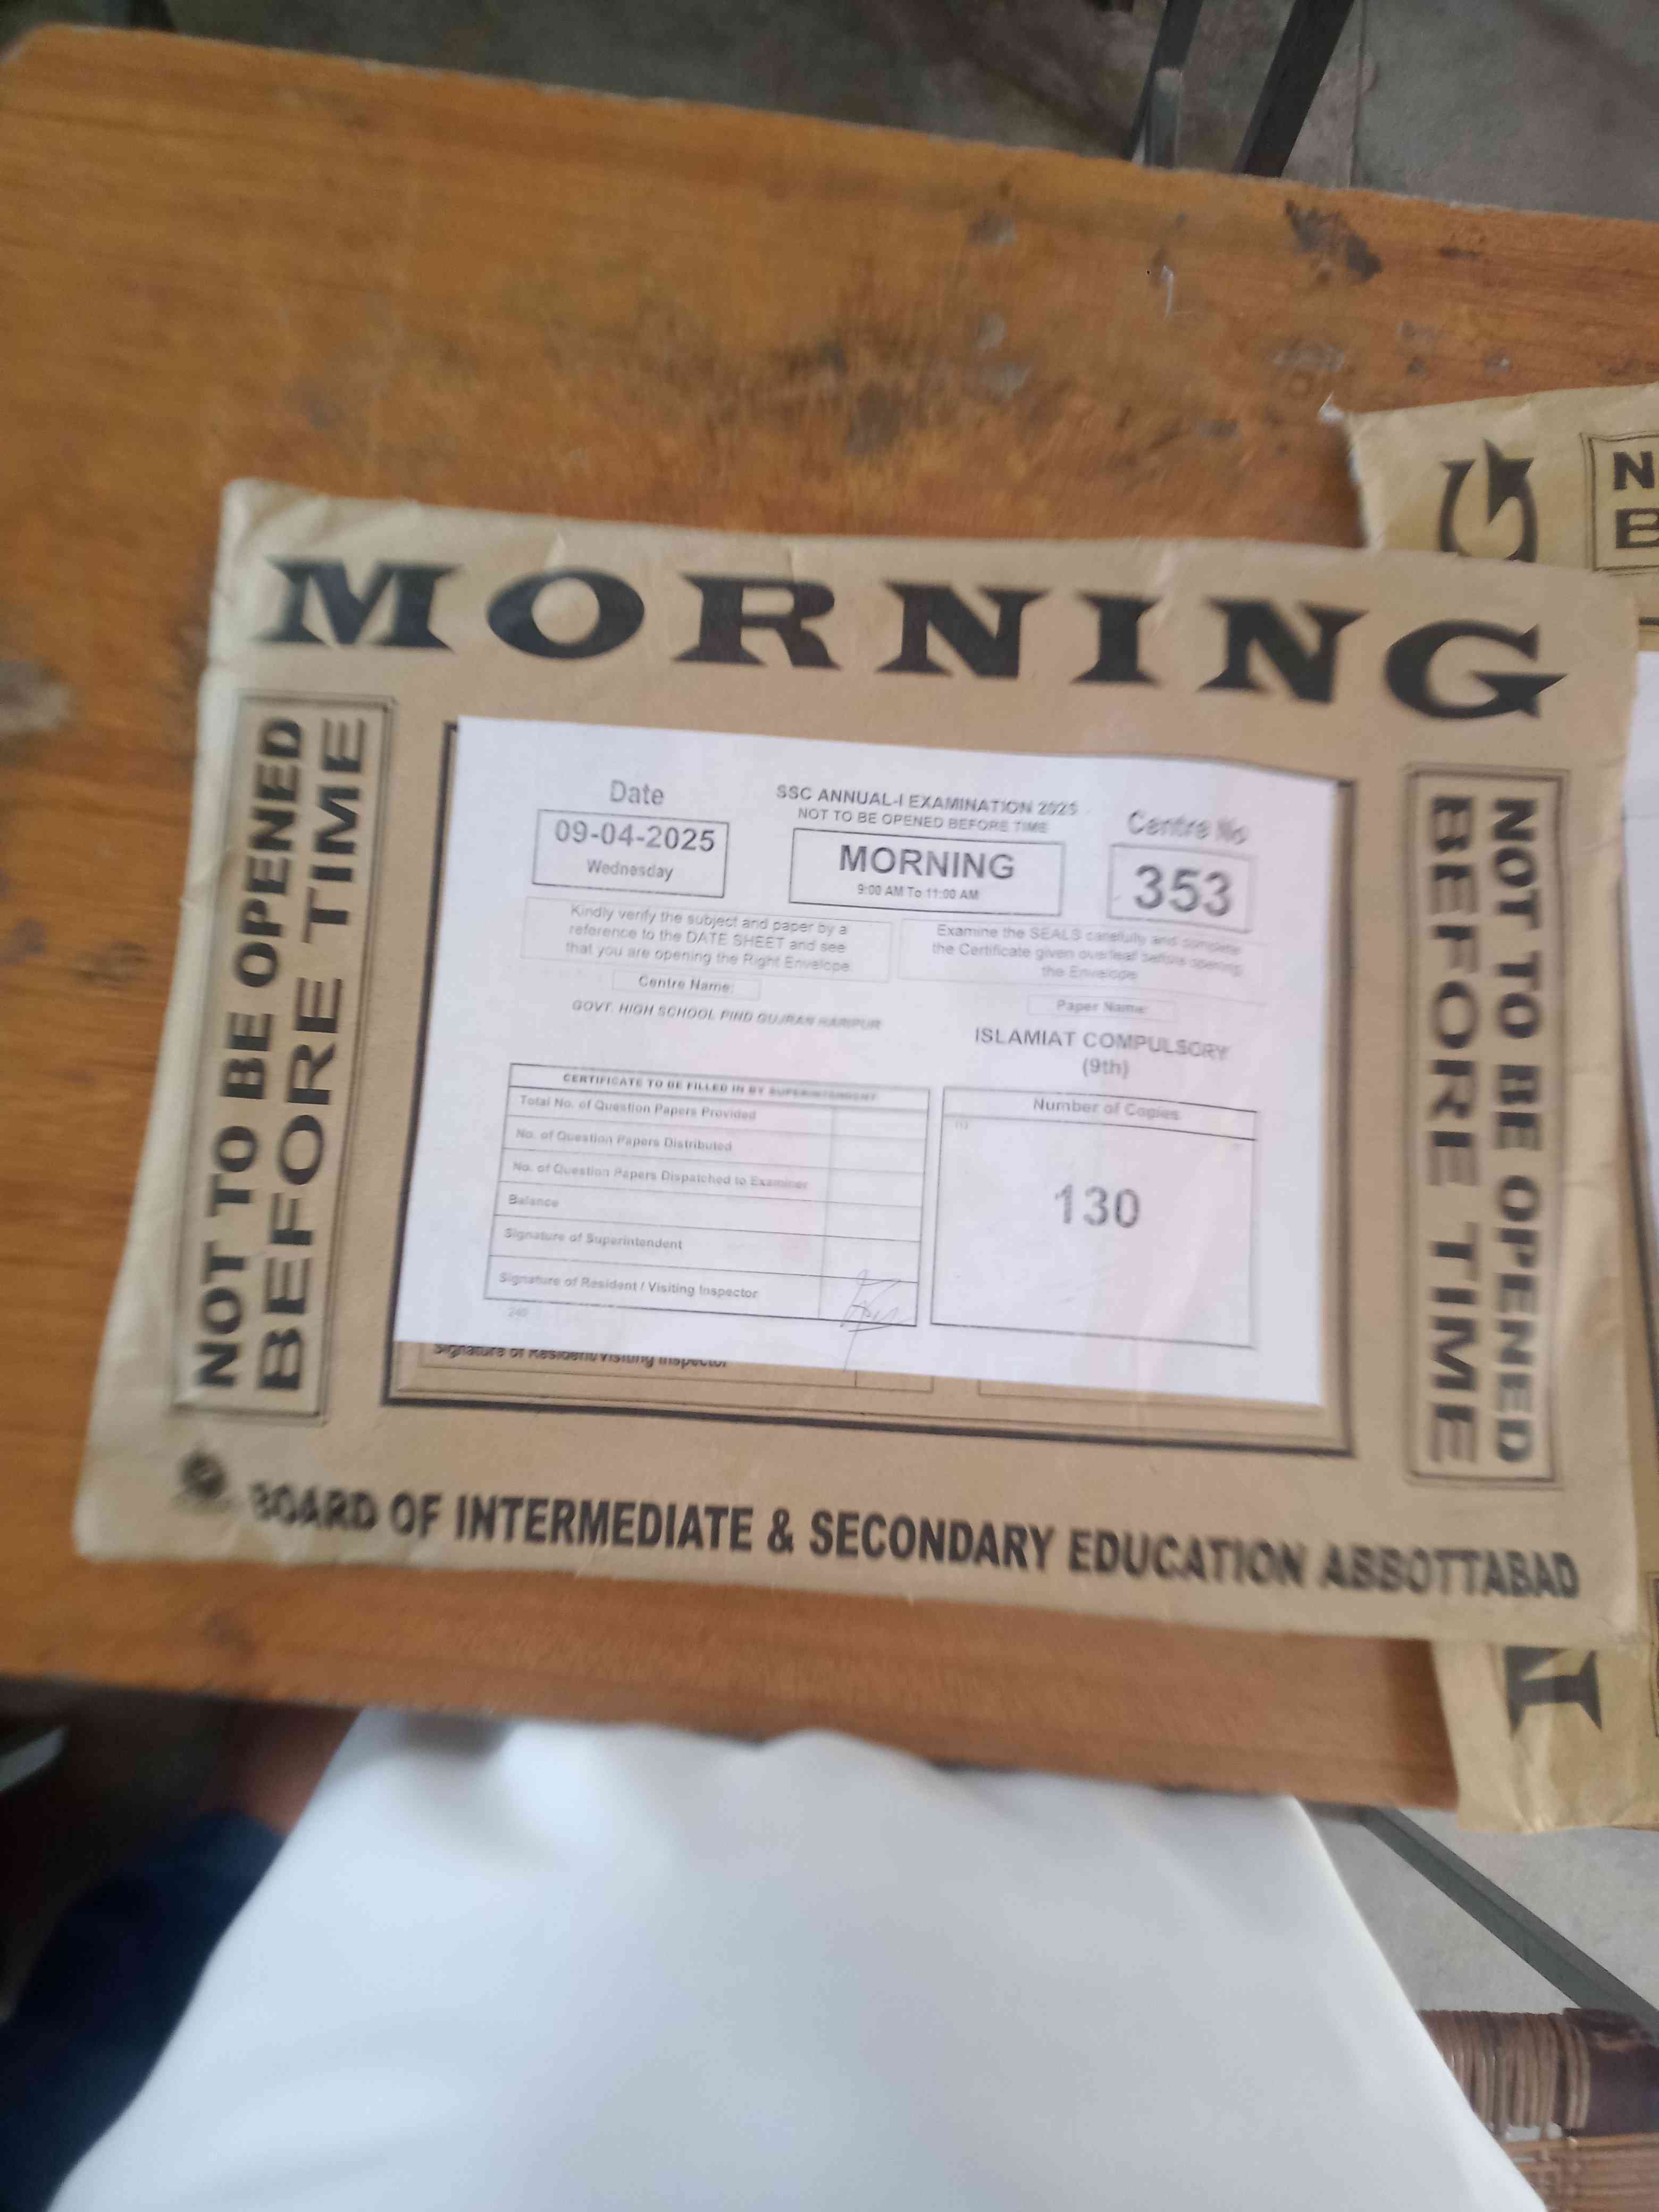 MORNING
NOT TO BE OPENED
BEFORE TIME
Date
09-04-2025
Wednesday
SSC ANNUAL-I EXAMINATION 2025
NOT TO BE OPENED BEFORE TIME
MORNING
9:00 AM To 11:00 AM
Centre No
353
Kindly verify the subject and paper by a
reference to the DATE SHEET and see
that you are opening the Right Envelope.
Examine the SEALS carefully and complete
the Certificate given overleaf before opening
the Envelope
Centre Name:
GOVT. HIGH SCHOOL PIND GUJRAN HARIPUR
Paper Name:
ISLAMIAT COMPULSORY
(9th)
CERTIFICATE TO BE FILLED IN BY SUPERINTENDENT
Total No. of Question Papers Provided
No. of Question Papers Distributed
No. of Question Papers Dispatched to Examiner
Balance
Signature of Superintendent
Signature of Resident / Visiting Inspector
240
Number of Copies
130
Signature of Resident/Visiting Inspector
NOT TO BE OPENED
BEFORE TIME
BOARD OF INTERMEDIATE & SECONDARY EDUCATION ABBOTTABAD
G
N
B
N